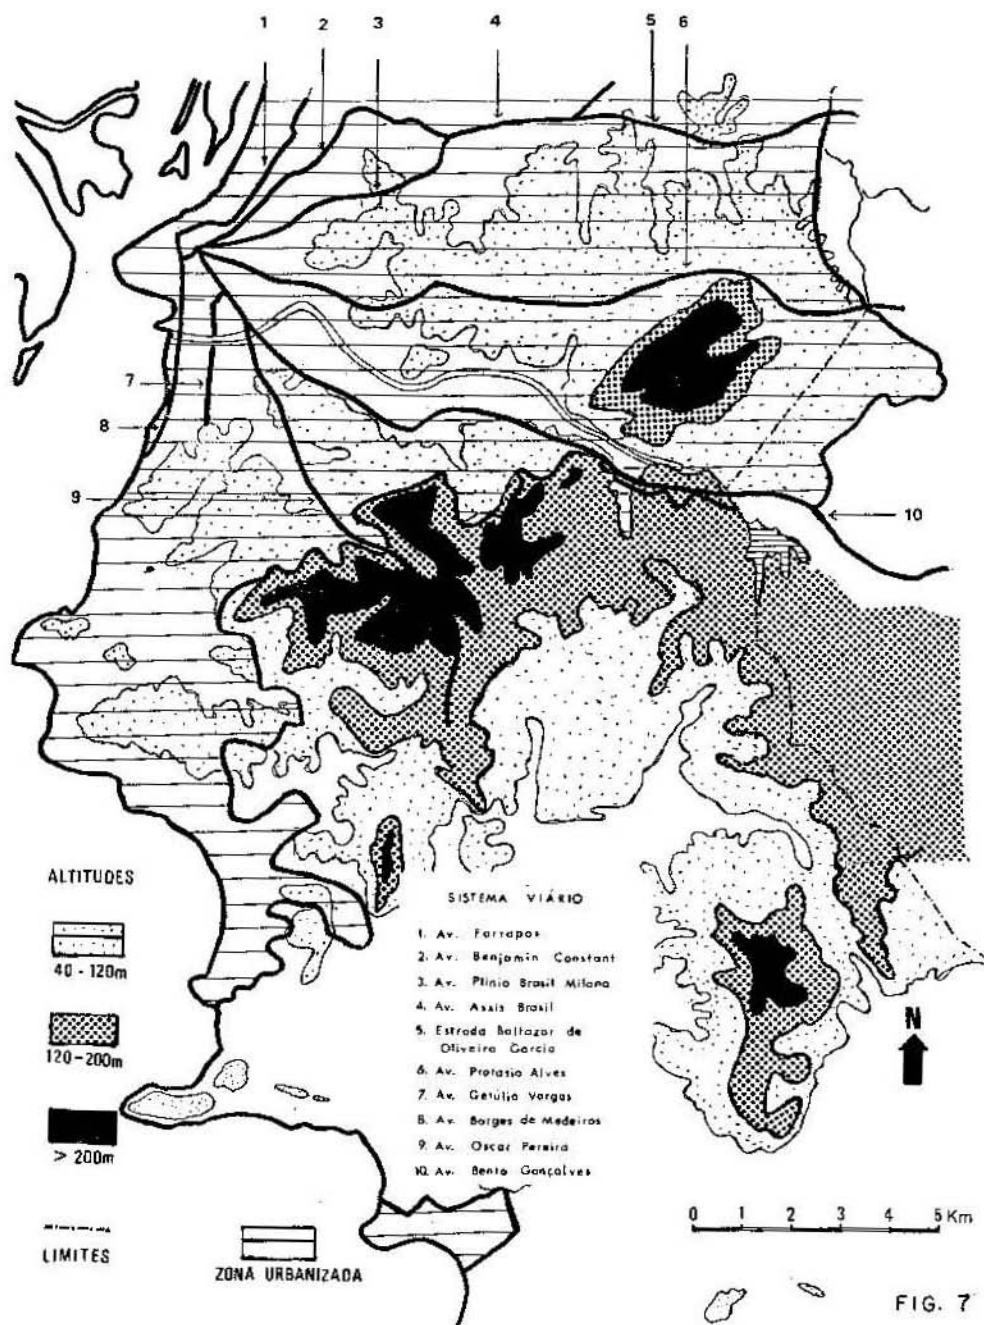 1 2 3 4 5 6
7
8
9
10
ALTITUDES
40 - 120m
120-200m
> 200m
LIMITES
ZONA URBANIZADA
SISTEMA VIÁRIO
1. Av. Farrapos
2. Av. Benjamin Constant
3. Av. Plínio Brasil Milano
4. Av. Assis Brasil
5. Estrada Baltazar de
Oliveira Garcia
6. Av. Protasio Alves
7. Av. Getúlio Vargas
8. Av. Borges de Medeiros
9. Av. Oscar Pereira
10. Av. Bento Gonçalves
N
0 1 2 3 4 5 Km
FIG. 7